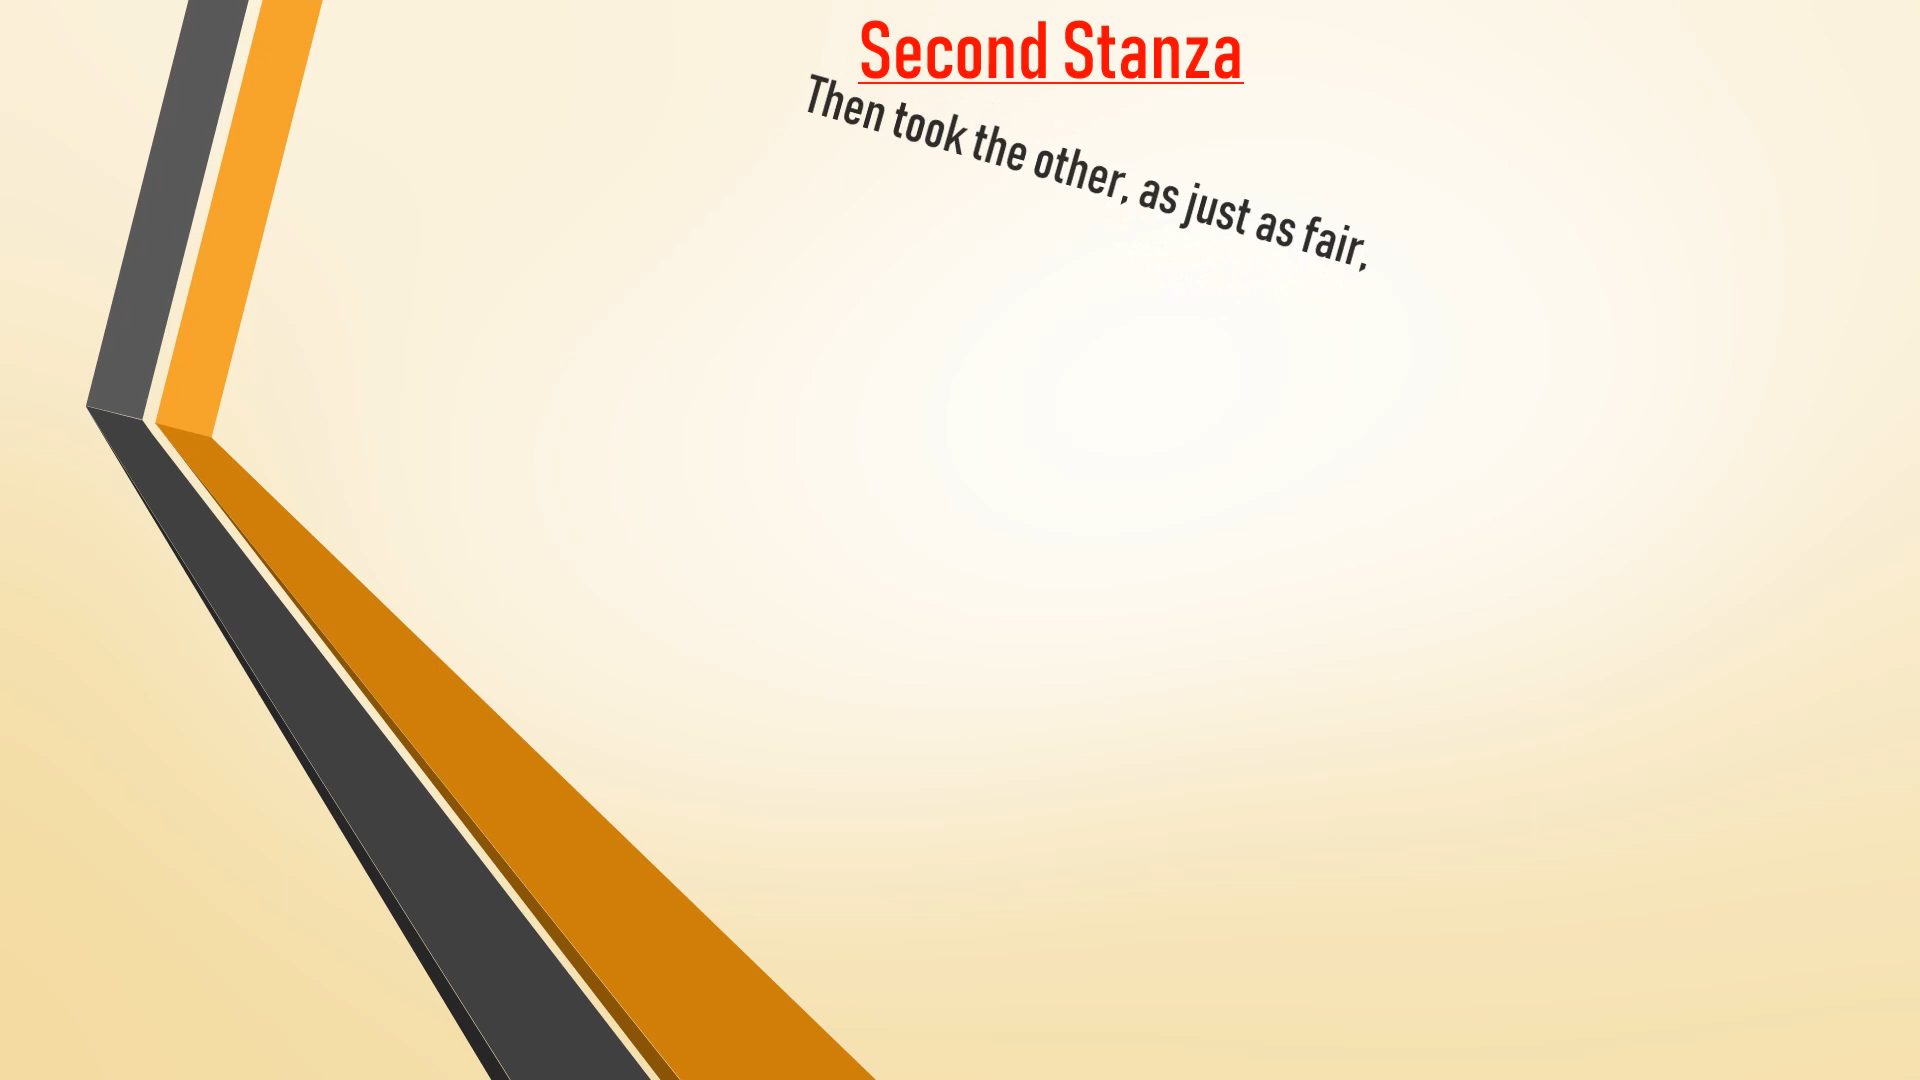 Second Stanza
Then took the other, as just as fair,